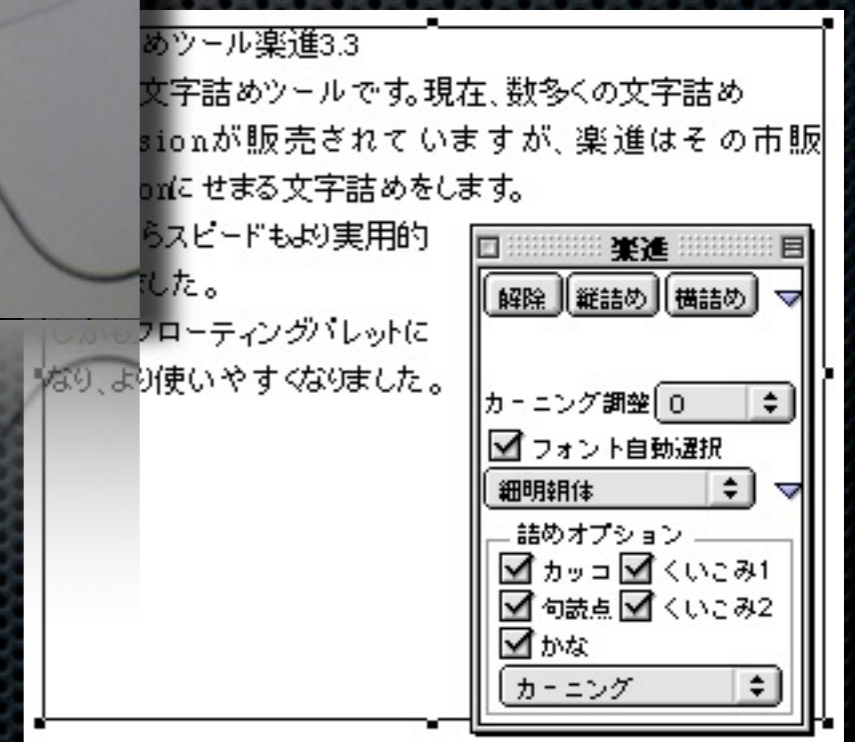 めツール楽進3.3
文字詰めツールです。現在、数多くの文字詰め
sionが販売されていますが、楽進はその市販
onにせまる文字詰めをします。
らスピードもより実用的
ました。
しかもフローティングパレットに
なり、より使いやすくなりました。
楽進
解除 縦詰め 横詰め
カーニング調整 0
フォント自動選択
細明朝体
詰めオプション
カッコ くいこみ1
句読点 くいこみ2
かな
カーニング